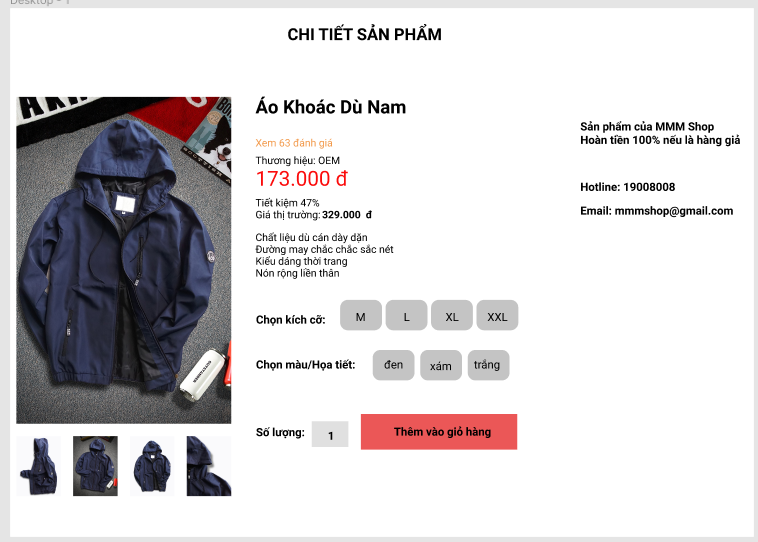 Desktop - 1
CHI TIẾT SẢN PHẨM
Áo Khoác Dù Nam
Xem 63 đánh giá
Thương hiệu: OEM
173.000 đ
Tiết kiệm 47%
Giá thị trường: 329.000 đ
Chất liệu dù cán dày dặn
Đường may chắc chắc sắc nét
Kiểu dáng thời trang
Nón rộng liền thân
Chọn kích cỡ:
M
L
XL
XXL
Chọn màu/Họa tiết:
đen
xám
trắng
Số lượng:
1
Thêm vào giỏ hàng
Sản phẩm của MMM Shop
Hoàn tiền 100% nếu là hàng giả
Hotline: 19008008
Email: mmmshop@gmail.com